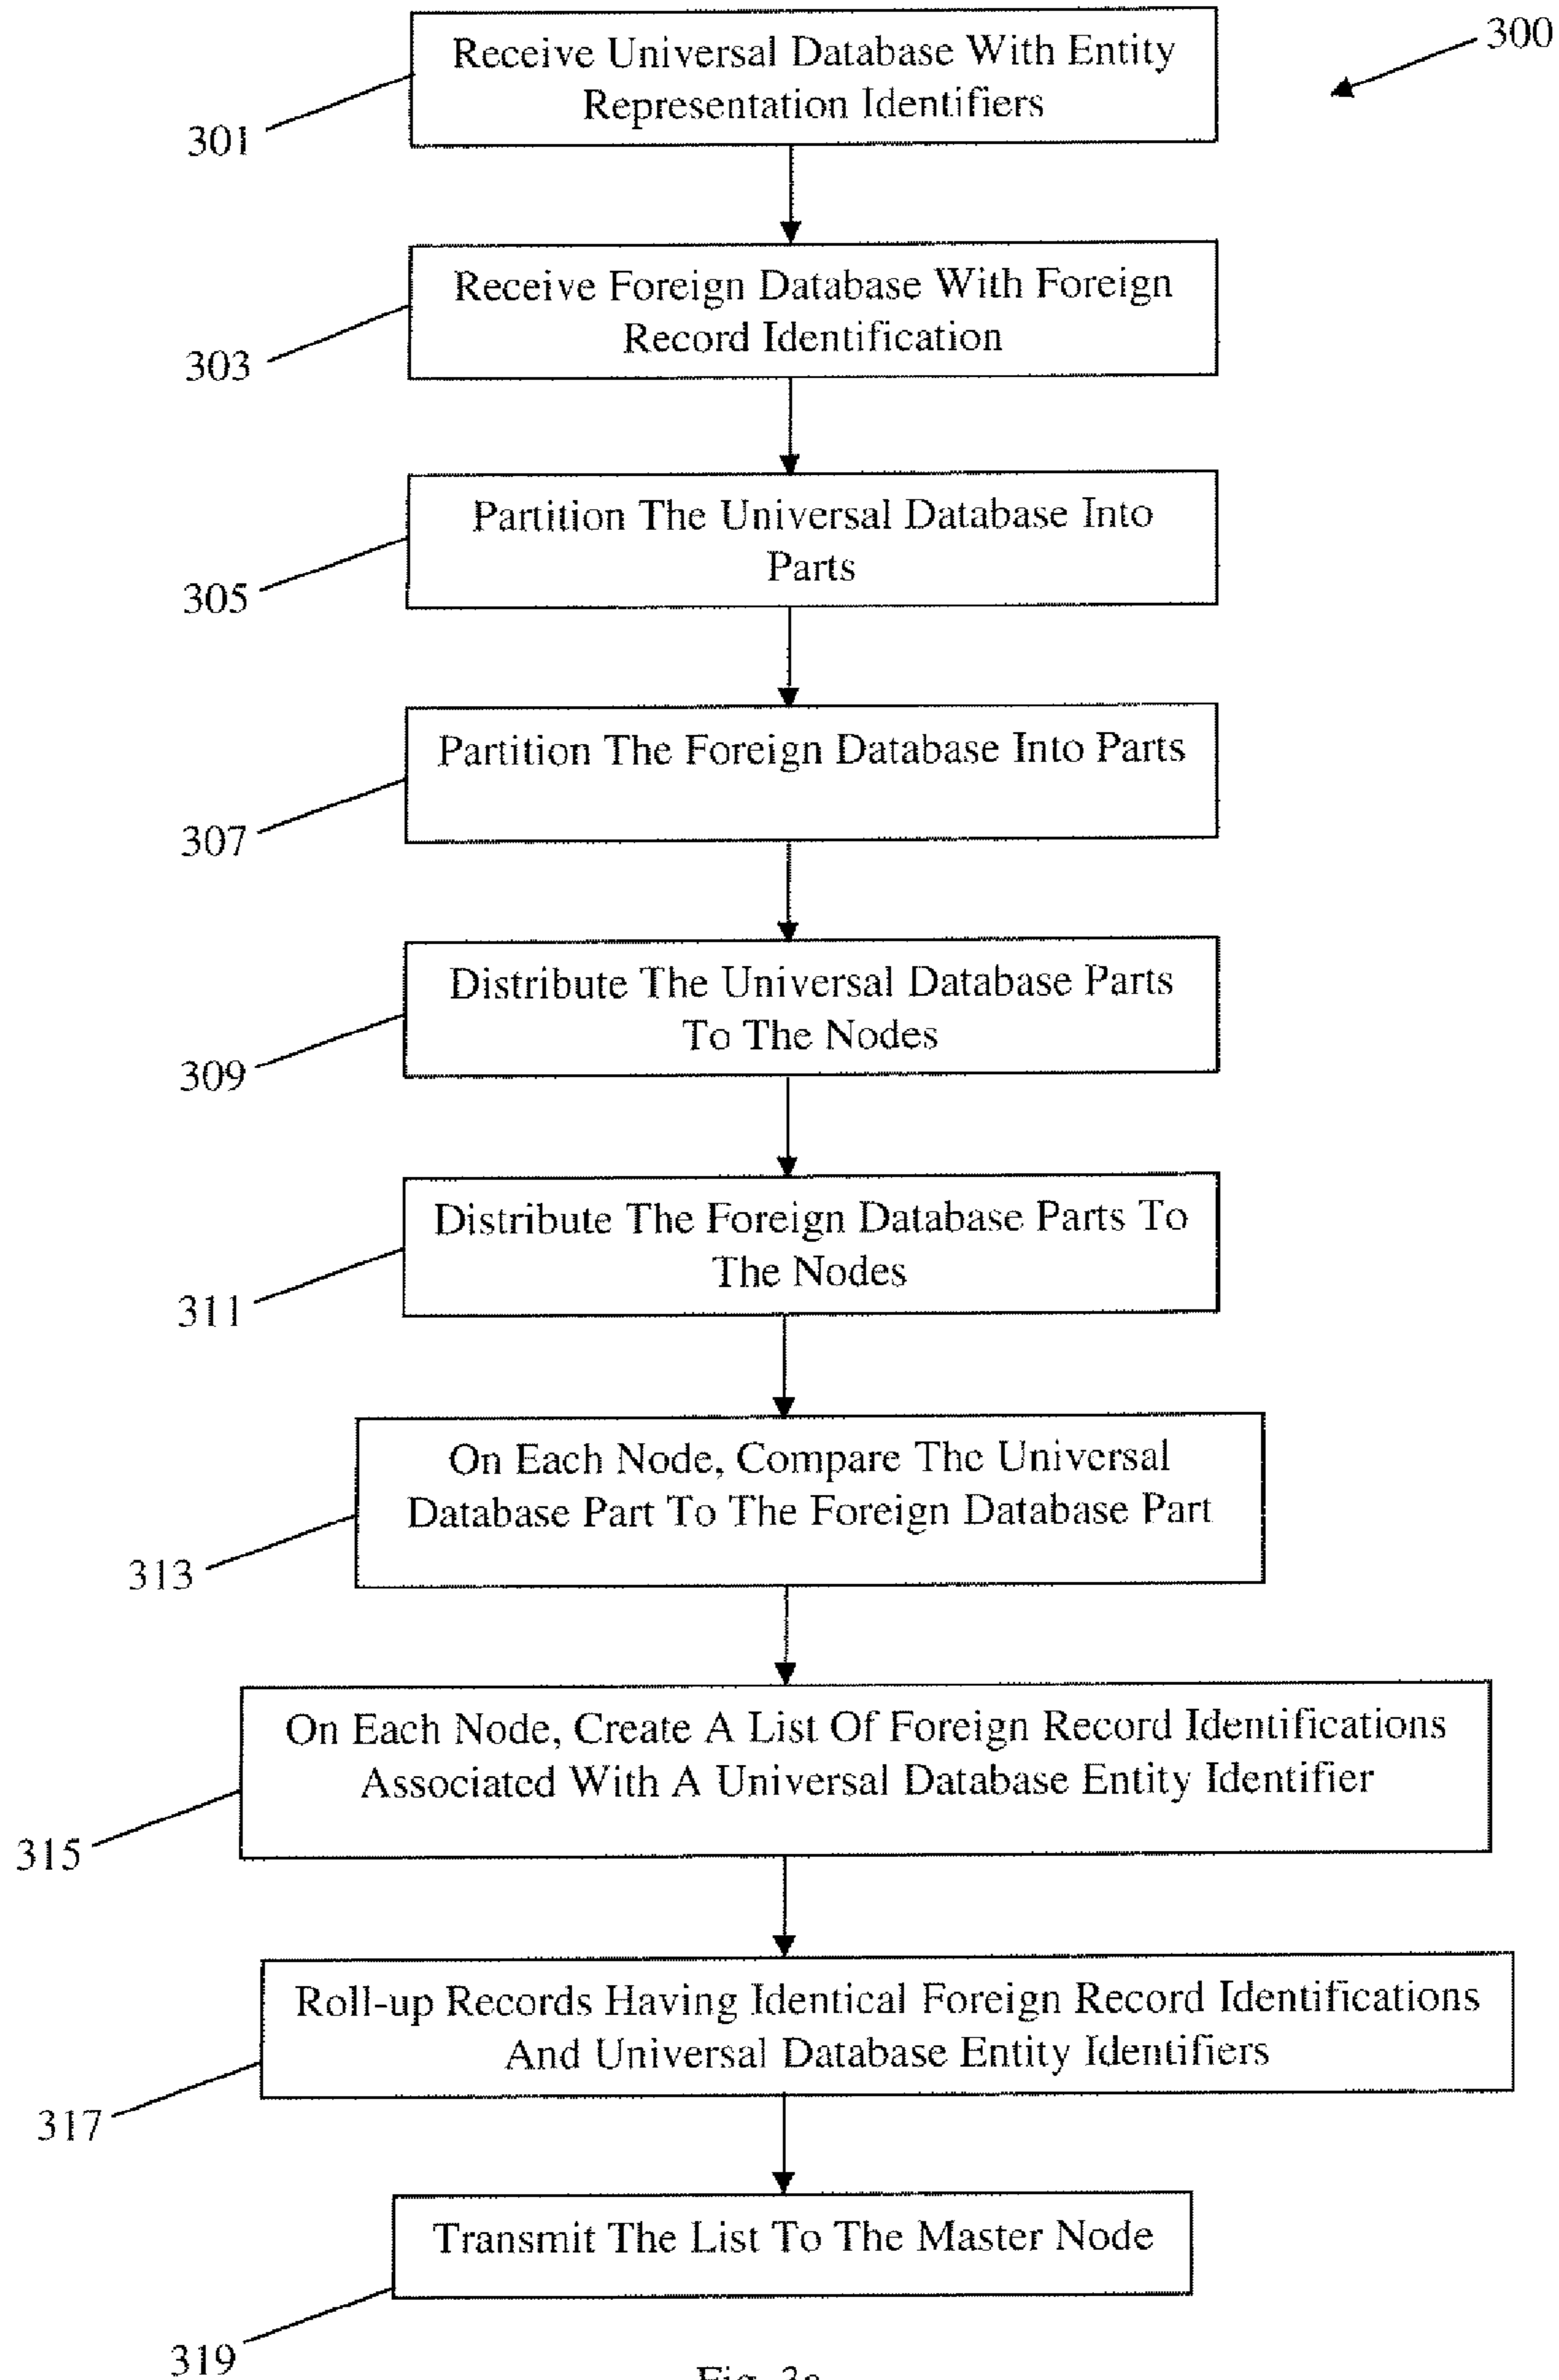 300
Receive Universal Database With Entity
Representation Identifiers
301
Receive Foreign Database With Foreign
Record Identification
303
Partition The Universal Database Into
Parts
305
Partition The Foreign Database Into Parts
307
Distribute The Universal Database Parts
To The Nodes
309
Distribute The Foreign Database Parts To
The Nodes
311
On Each Node, Compare The Universal
Database Part To The Foreign Database Part
313
On Each Node, Create A List Of Foreign Record Identifications
Associated With A Universal Database Entity Identifier
315
Roll-up Records Having Identical Foreign Record Identifications
And Universal Database Entity Identifiers
317
Transmit The List To The Master Node
319
Fig. 3a